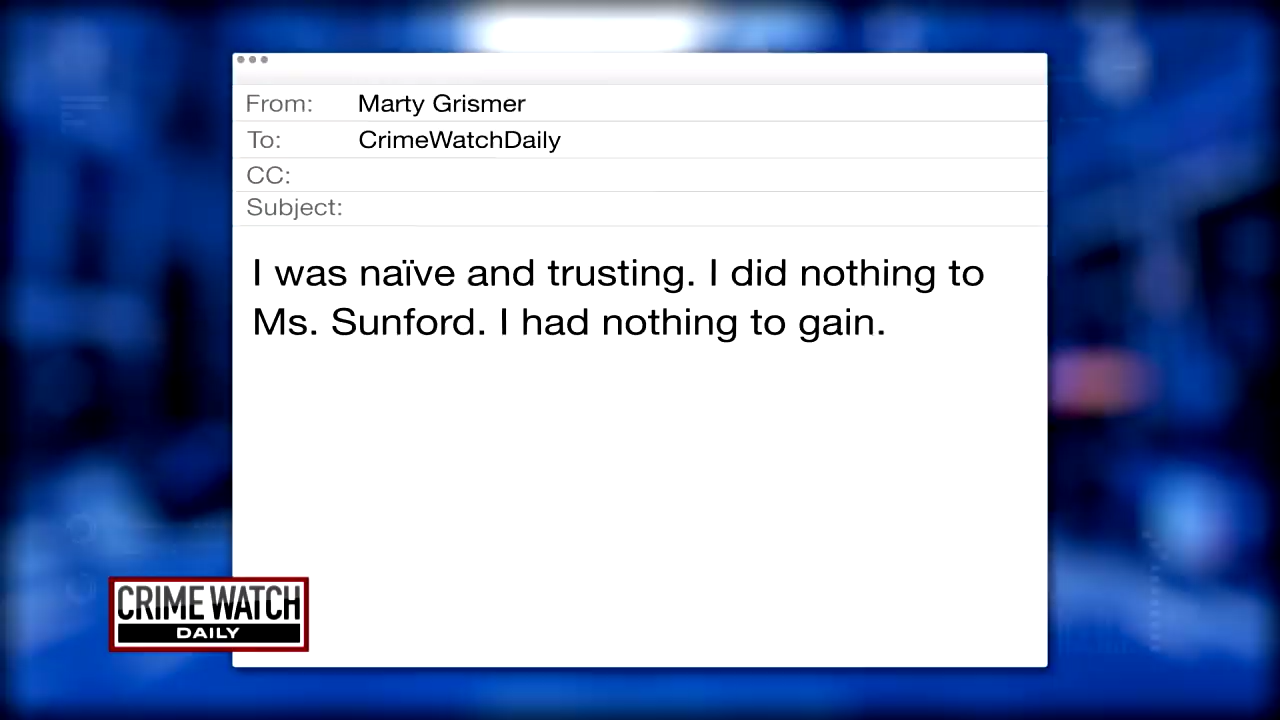 From: Marty Grismer
To: CrimeWatchDaily
CC:
Subject:
I was naïve and trusting. I did nothing to
Ms. Sunford. I had nothing to gain.
CRIME WATCH
DAILY